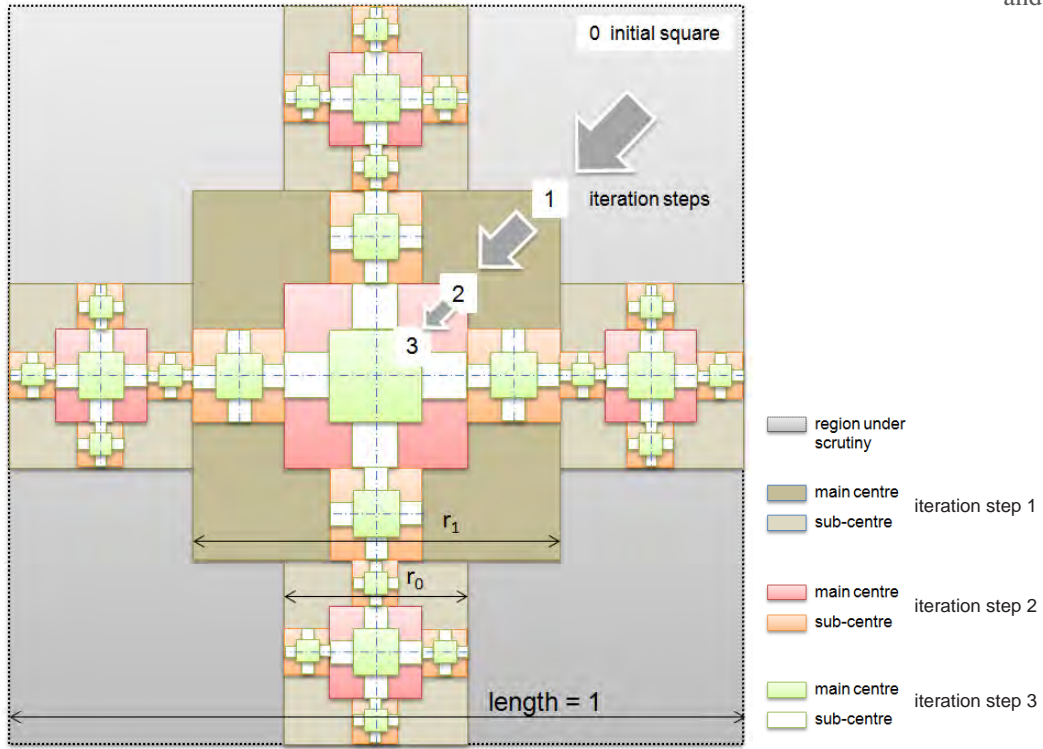 and
0 initial square
1
iteration steps
2
3
r₁
r₀
length = 1
region under
scrutiny
main centre
sub-centre
iteration step 1
main centre
sub-centre
iteration step 2
main centre
sub-centre
iteration step 3